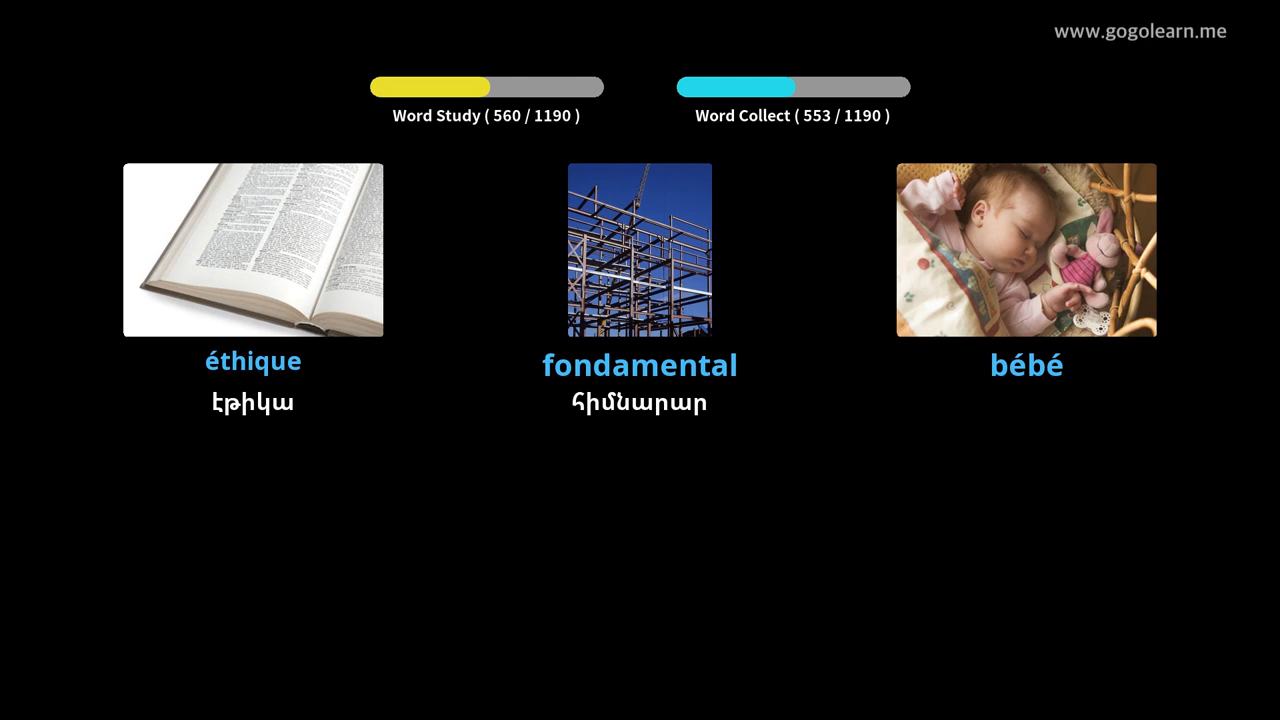 www.gogolearn.me
Word Study ( 560 / 1190 )
Word Collect ( 553 / 1190 )
éthique
fondamental
bébé
էթիկա
հիմնարար